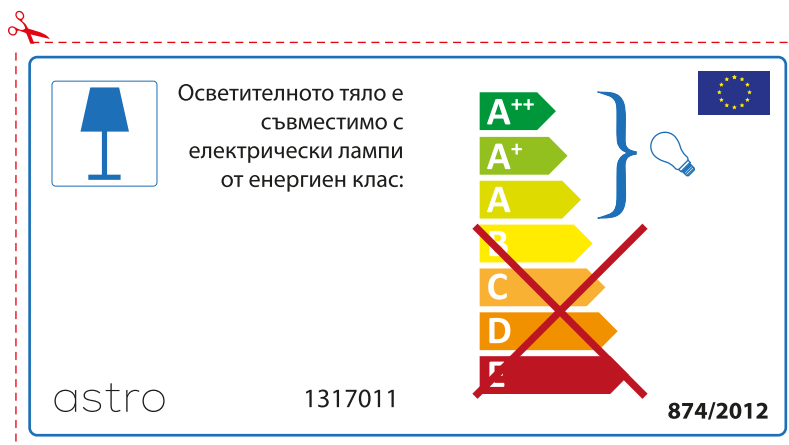 Осветителното тяло е
съвместимо с
електрически лампи
от енергиен клас:
A++
A+
A
B
C
D
E
astro
1317011
874/2012